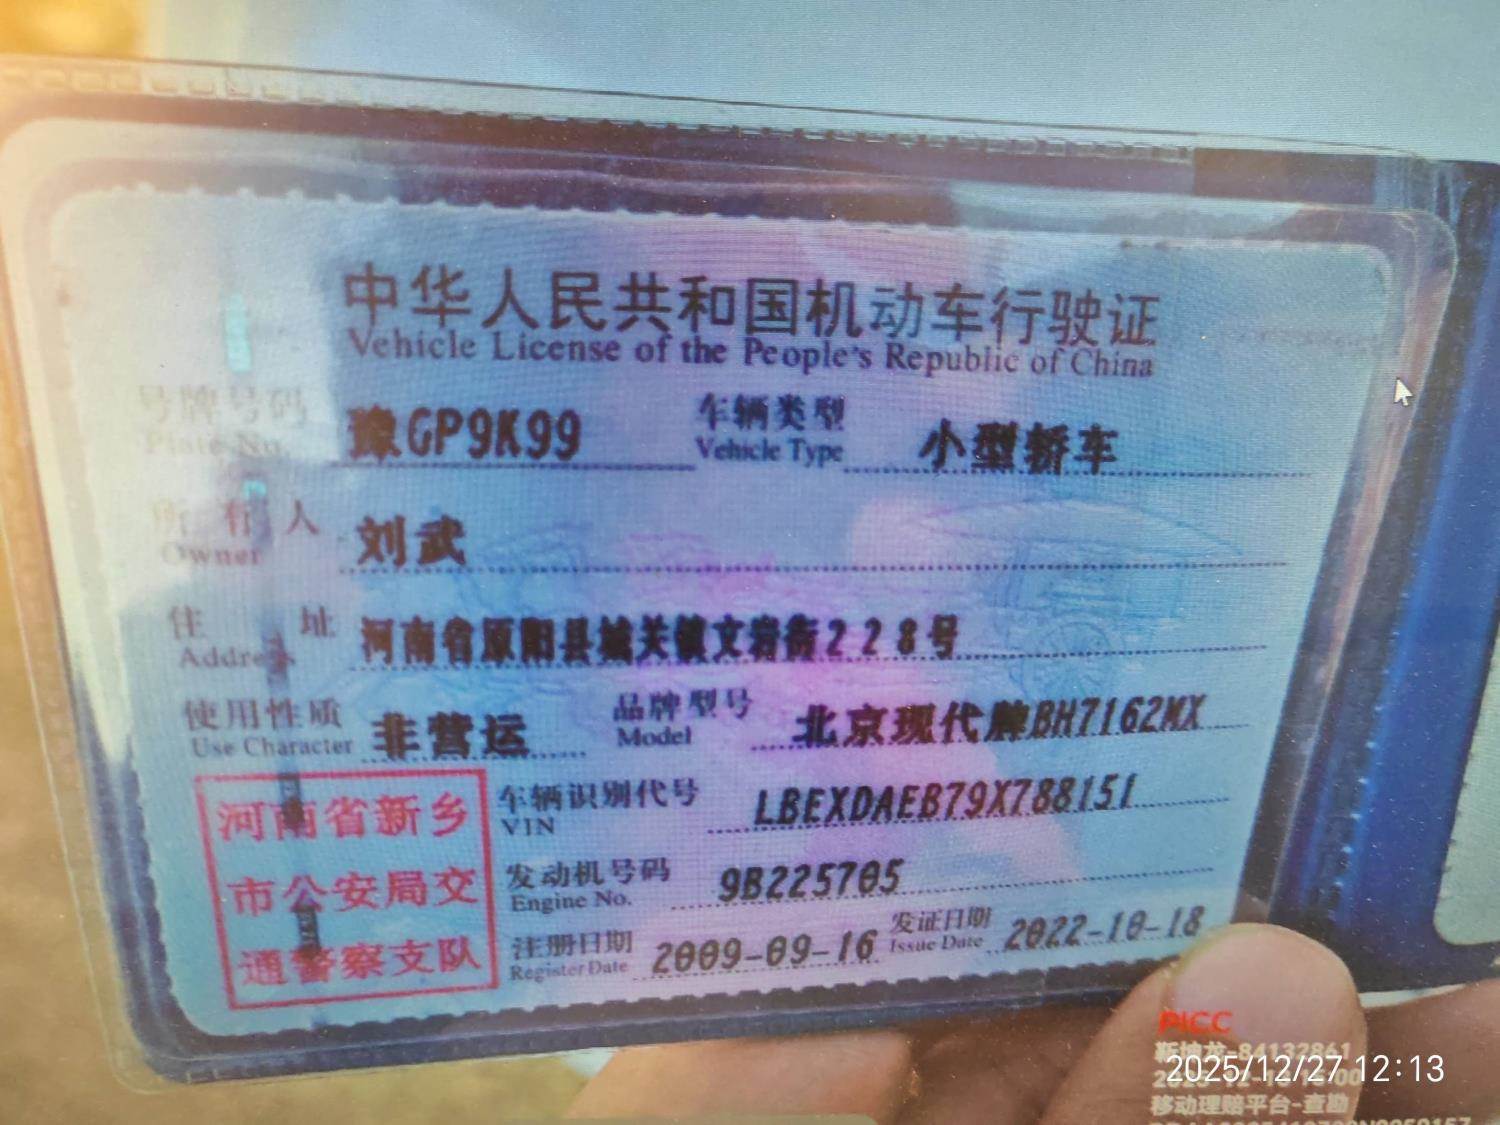 中华人民共和国机动车行驶证
Vehicle License of the People's Republic of China
号牌号码 豫GP9K99 车辆类型 小型轿车
Plate No. Vehicle Type
所有人 刘武
Owner
住址 河南省原阳县城关镇文岩街228号
Address
使用性质 非营运 品牌型号 北京现代牌BH7162MX
Use Character Model
河南省新乡
市公安局交
通警察支队
车辆识别代号 LBEXDAEB79X788151
VIN
发动机号码 9B225705
Engine No.
注册日期 2009-09-16 发证日期 2022-10-18
Register Date Issue Date
PICC
84132861
2025/12/27 12:13
移动理赔平台-查勘